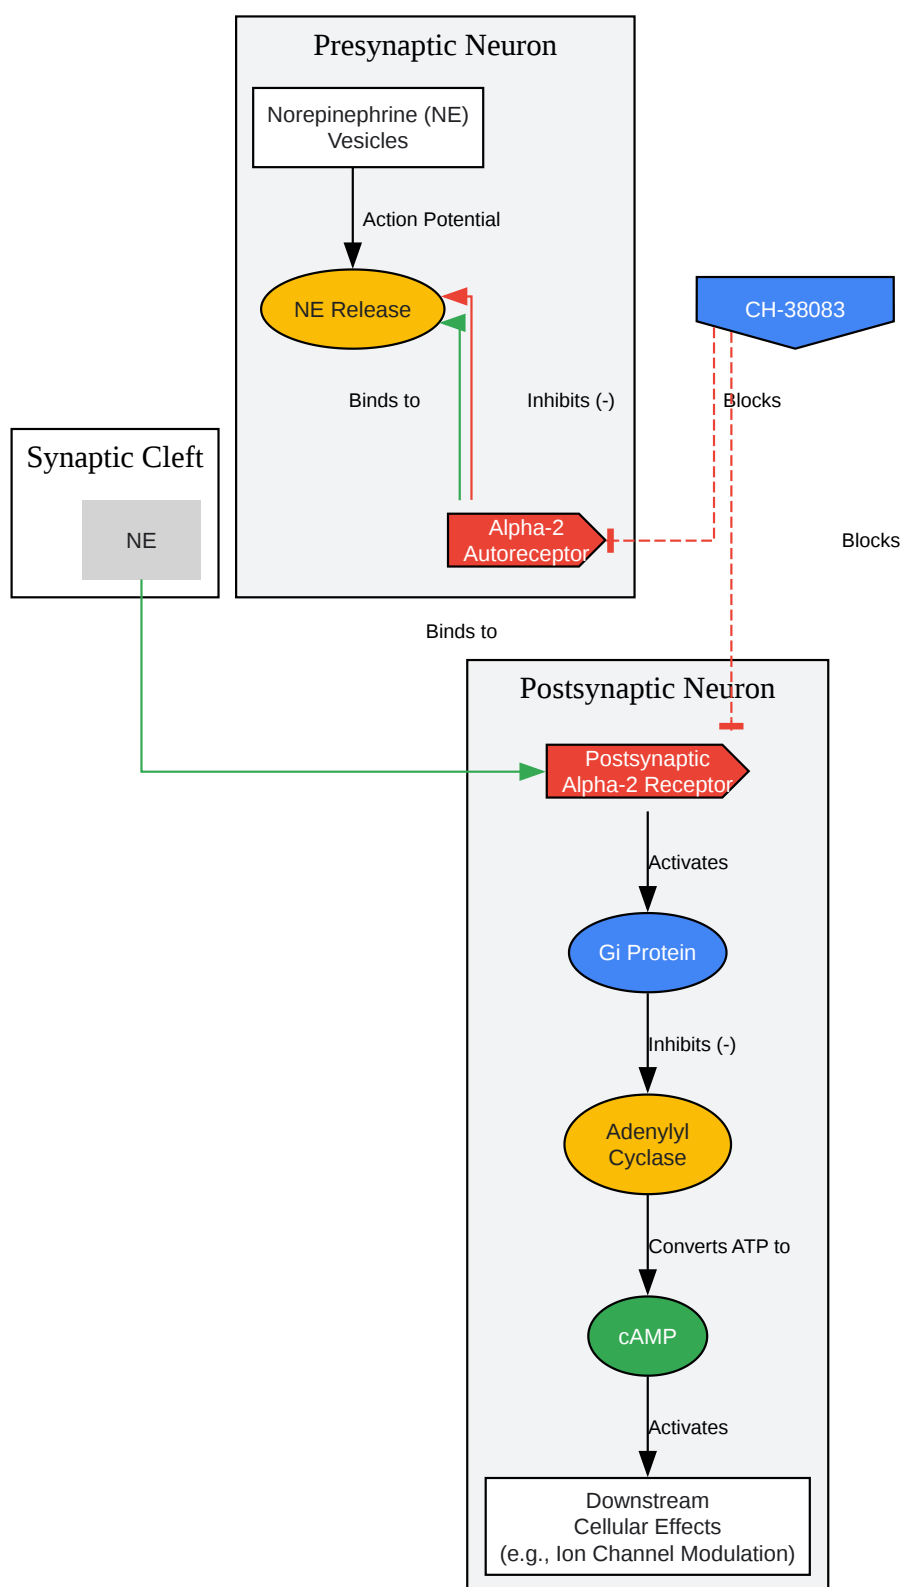 Presynaptic Neuron
Norepinephrine (NE)
Vesicles
Action Potential
NE Release
CH-38083
Binds to
Inhibits (-)
Blocks
Synaptic Cleft
NE
Alpha-2
Autoreceptor
Blocks
Binds to
Postsynaptic Neuron
Postsynaptic
Alpha-2 Receptor
Activates
Gi Protein
Inhibits (-)
Adenylyl
Cyclase
Converts ATP to
cAMP
Activates
Downstream
Cellular Effects
(e.g., Ion Channel Modulation)